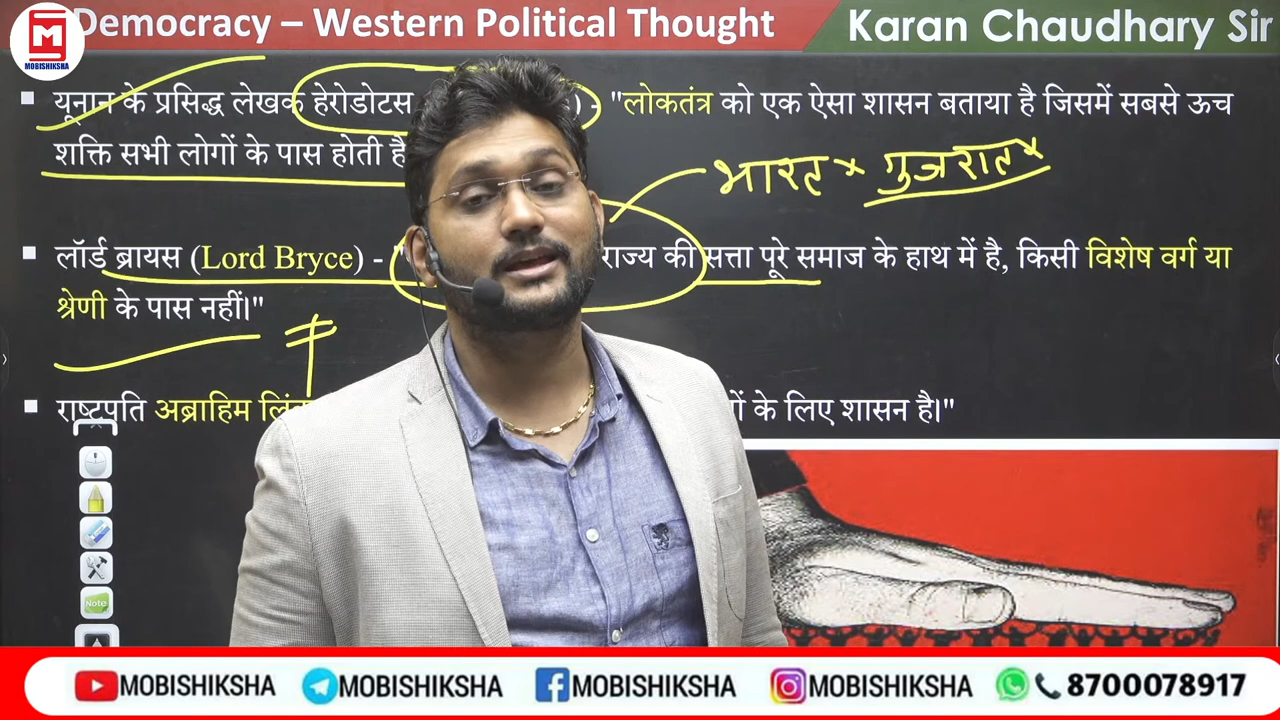 Democracy – Western Political Thought
Karan Chaudhary Sir
MOBISHIKSHA
यूनान के प्रसिद्ध लेखक हेरोडोटस ) - "लोकतंत्र को एक ऐसा शासन बताया है जिसमें सबसे ऊच
शक्ति सभी लोगों के पास होती है
भारत गुजरात
लॉर्ड ब्रायस (Lord Bryce) - " राज्य की सत्ता पूरे समाज के हाथ में है, किसी विशेष वर्ग या
श्रेणी के पास नहीं।"
राष्ट्रपति अब्राहिम के लिए शासन है।"
Note
MOBISHIKSHA MOBISHIKSHA MOBISHIKSHA MOBISHIKSHA 8700078917